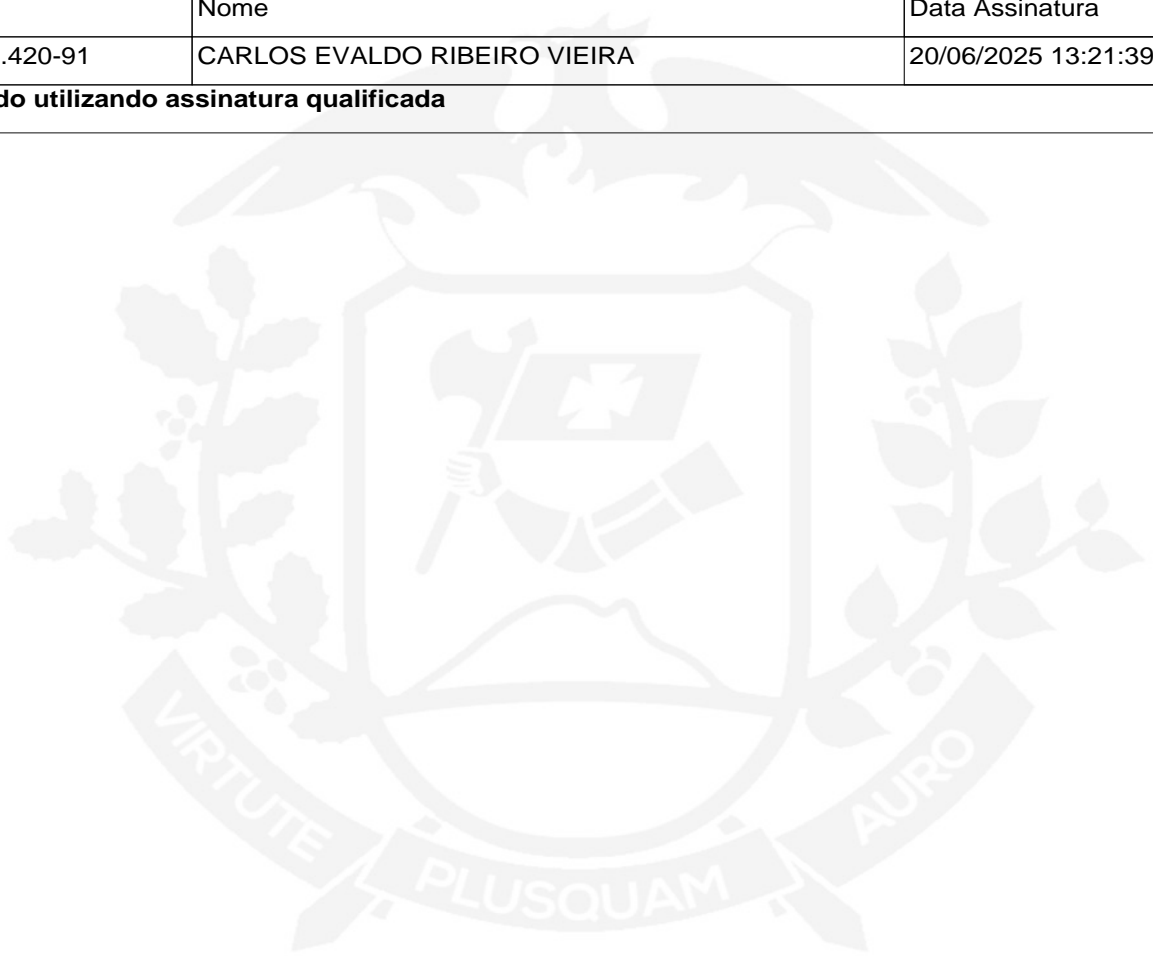 Nome Data Assinatura
.420-91 CARLOS EVALDO RIBEIRO VIEIRA 20/06/2025 13:21:39
do utilizando assinatura qualificada
VIRTUTE PLUSQUAM AURO